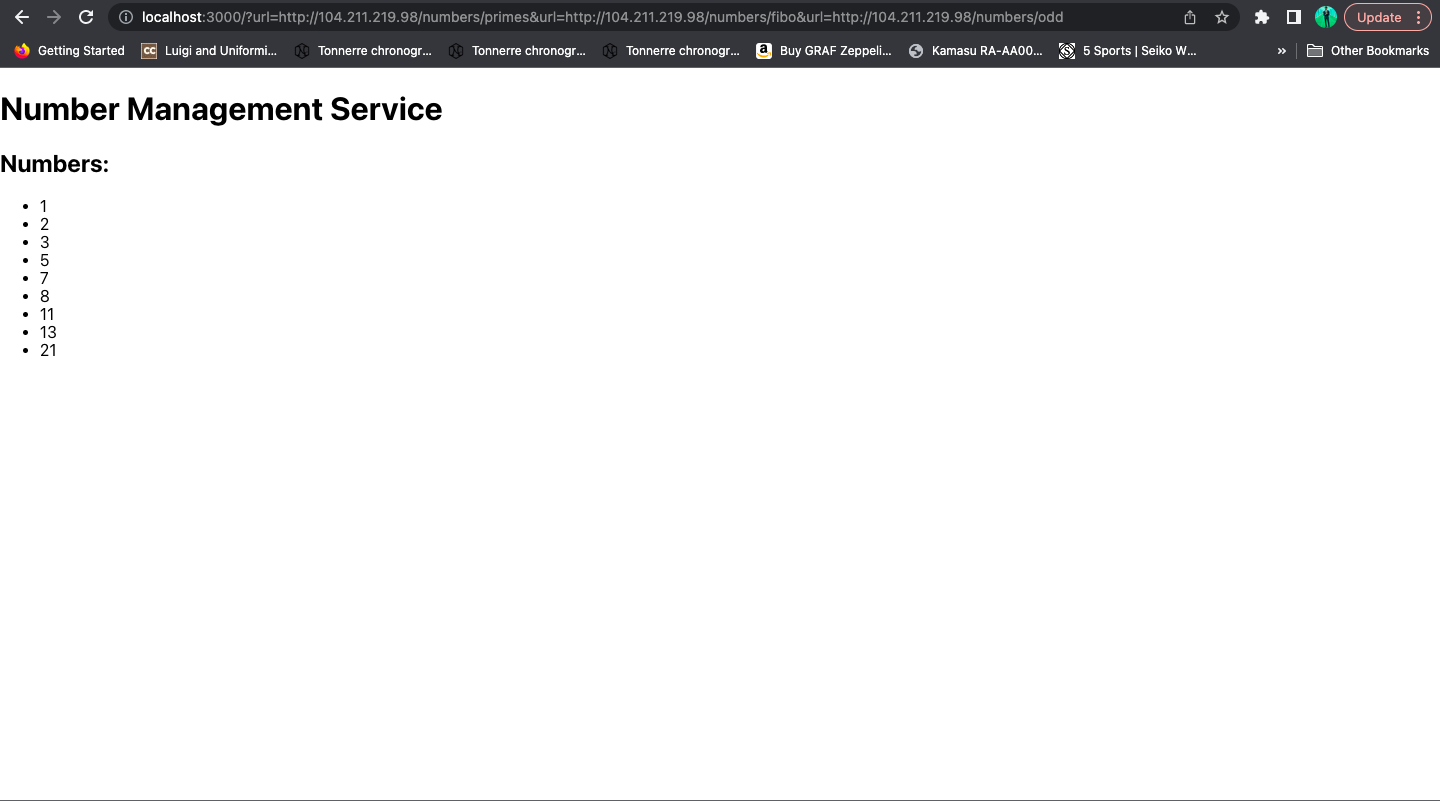 localhost:3000/?url=http://104.211.219.98/numbers/primes&url=http://104.211.219.98/numbers/fibo&url=http://104.211.219.98/numbers/odd Update
Getting Started CC Luigi and Uniformi... Tonnerre chronogr... Tonnerre chronogr... Tonnerre chronogr... a Buy GRAF Zeppeli... Kamasu RA-AA00... 5 Sports | Seiko W... » Other Bookmarks
Number Management Service
Numbers:
• 1
• 2
• 3
• 5
• 7
• 8
• 11
• 13
• 21